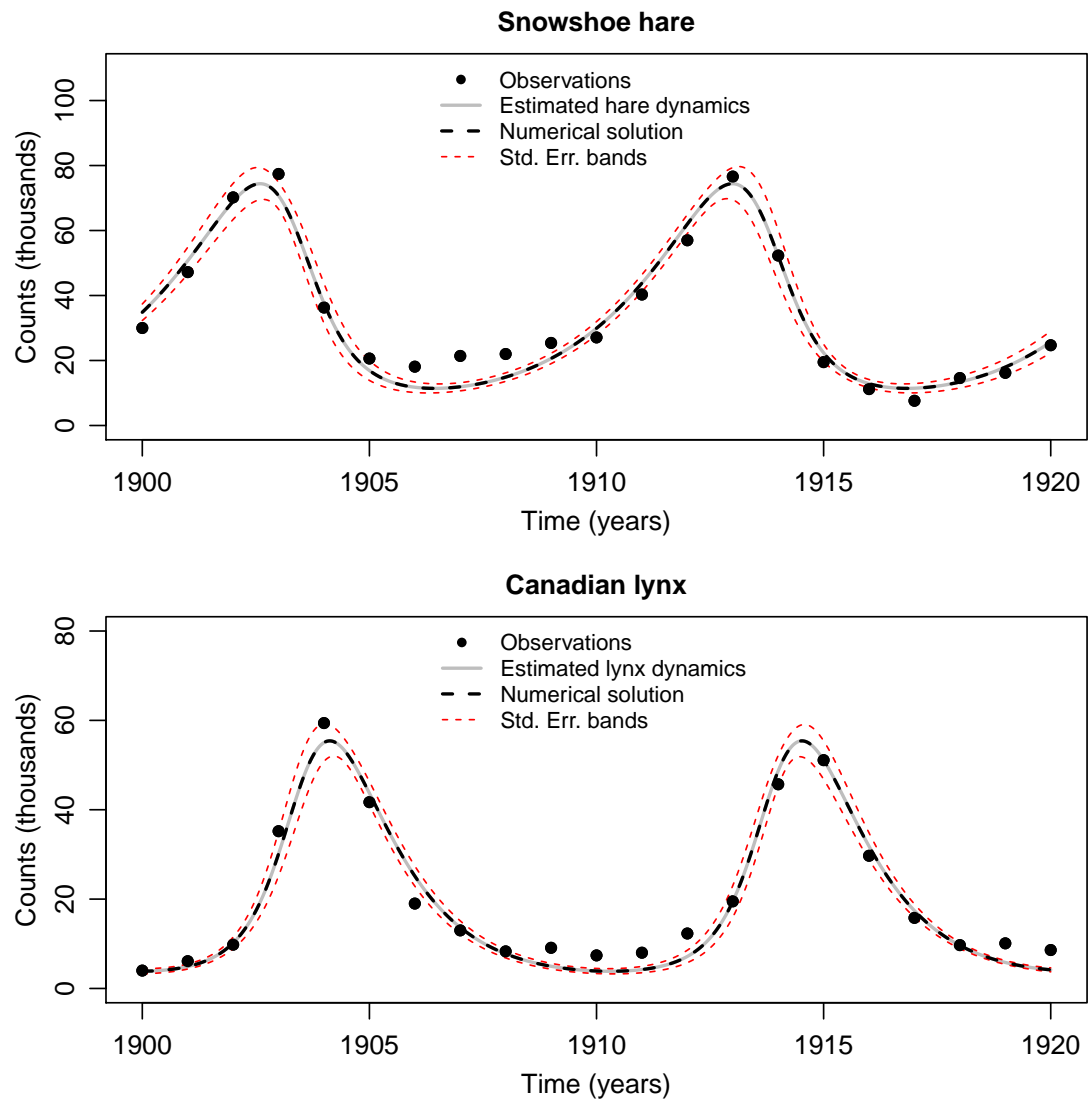 Snowshoe hare
Observations
Estimated hare dynamics
Numerical solution
Std. Err. bands
Counts (thousands)
100
80
60
40
20
0
1900 1905 1910 1915 1920
Time (years)
Canadian lynx
Observations
Estimated lynx dynamics
Numerical solution
Std. Err. bands
Counts (thousands)
80
60
40
20
0
1900 1905 1910 1915 1920
Time (years)